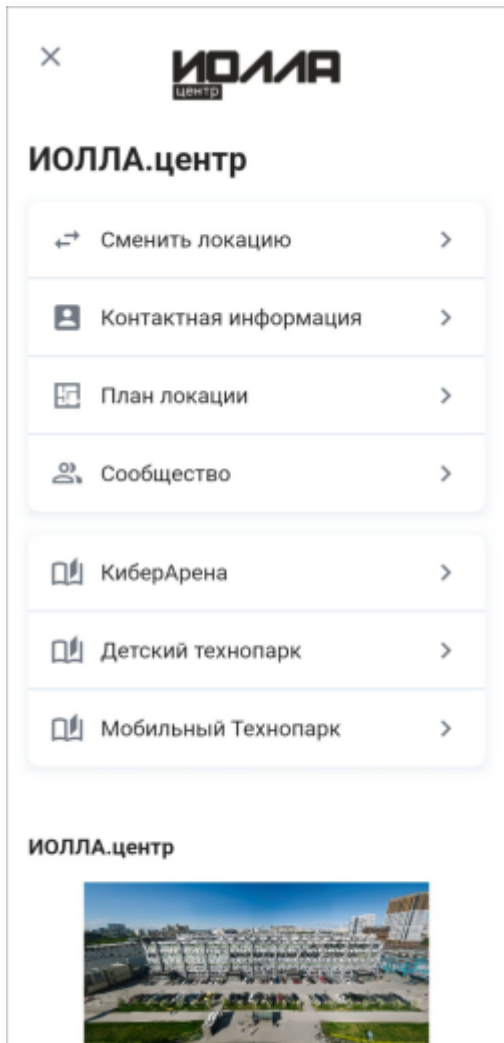 ИОЛЛА
центр
ИОЛЛА.центр
Сменить локацию
Контактная информация
План локации
Сообщество
КиберАрена
Детский технопарк
Мобильный Технопарк
ИОЛЛА.центр